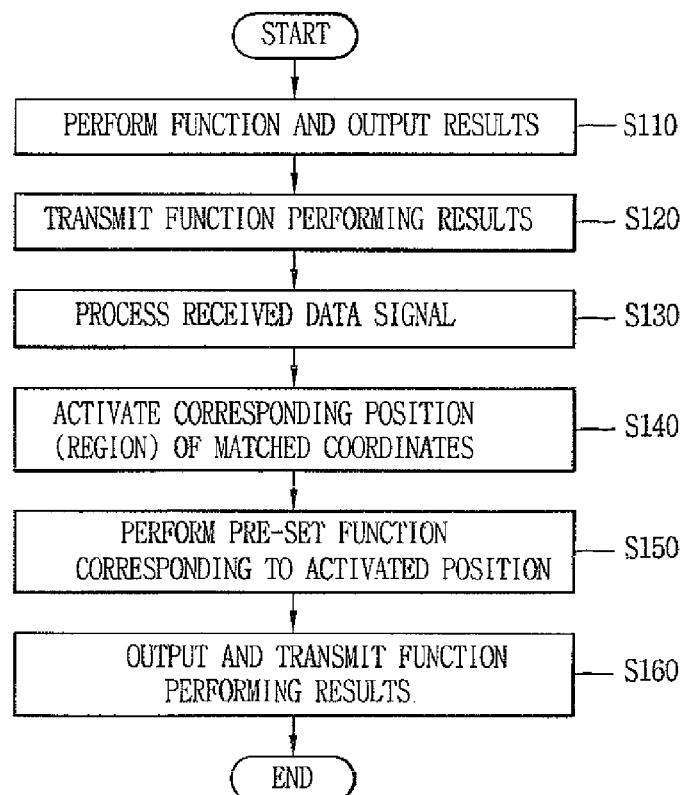 START
PERFORM FUNCTION AND OUTPUT RESULTS
S110
TRANSMIT FUNCTION PERFORMING RESULTS
S120
PROCESS RECEIVED DATA SIGNAL
S130
ACTIVATE CORRESPONDING POSITION
(REGION) OF MATCHED COORDINATES
S140
PERFORM PRE-SET FUNCTION
CORRESPONDING TO ACTIVATED POSITION
S150
OUTPUT AND TRANSMIT FUNCTION
PERFORMING RESULTS
S160
END